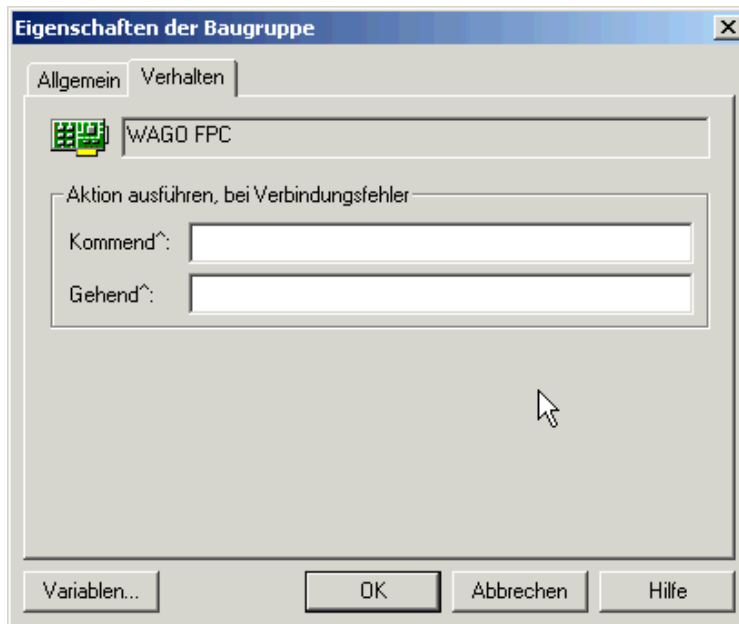 Eigenschaften der Baugruppe
Allgemein Verhalten
WAGO FPC
Aktion ausführen, bei Verbindungsfehler
Kommend^:
Gehend^:
Variablen... OK Abbrechen Hilfe